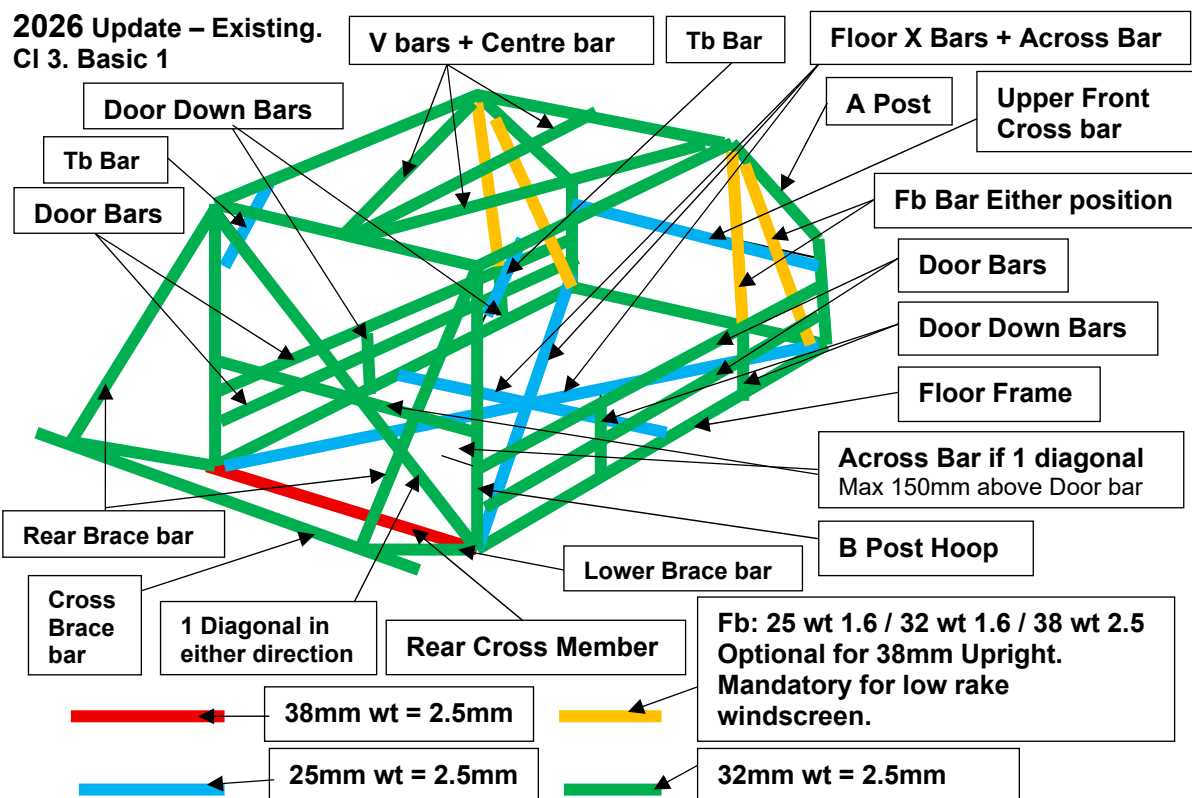 2026 Update – Existing.
Cl 3. Basic 1
V bars + Centre bar
Tb Bar
Floor X Bars + Across Bar
Door Down Bars
A Post
Upper Front
Cross bar
Tb Bar
Door Bars
Fb Bar Either position
Door Bars
Door Down Bars
Floor Frame
Across Bar if 1 diagonal
Max 150mm above Door bar
Rear Brace bar
B Post Hoop
Lower Brace bar
Cross
Brace
bar
1 Diagonal in
either direction
Rear Cross Member
Fb: 25 wt 1.6 / 32 wt 1.6 / 38 wt 2.5
Optional for 38mm Upright.
Mandatory for low rake
windscreen.
38mm wt = 2.5mm
25mm wt = 2.5mm
32mm wt = 2.5mm